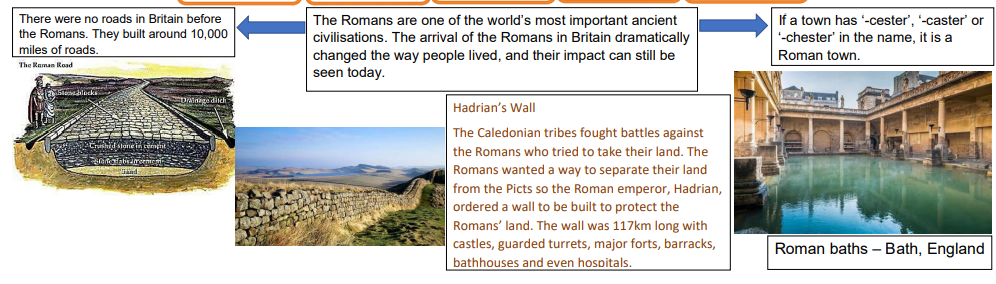 There were no roads in Britain before
the Romans. They built around 10,000
miles of roads.
The Romans are one of the world's most important ancient
civilisations. The arrival of the Romans in Britain dramatically
changed the way people lived, and their impact can still be
seen today.
If a town has '-cester', '-caster' or
'-chester' in the name, it is a
Roman town.
The Roman Road
Stone blocks
Drainage ditch
Crushed stone in cement
Stone slabs in cement
Sand
Hadrian's Wall
The Caledonian tribes fought battles against
the Romans who tried to take their land. The
Romans wanted a way to separate their land
from the Picts so the Roman emperor, Hadrian,
ordered a wall to be built to protect the
Romans' land. The wall was 117km long with
castles, guarded turrets, major forts, barracks,
bathhouses and even hospitals.
Roman baths – Bath, England